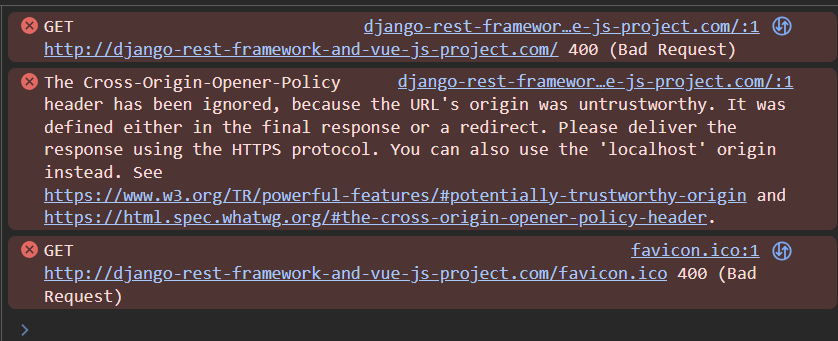 GET django-rest-framewor…e-js-project.com/:1
http://django-rest-framework-and-vue-js-project.com/ 400 (Bad Request)
The Cross-Origin-Opener-Policy django-rest-framewor…e-js-project.com/:1
header has been ignored, because the URL's origin was untrustworthy. It was
defined either in the final response or a redirect. Please deliver the
response using the HTTPS protocol. You can also use the 'localhost' origin
instead. See
https://www.w3.org/TR/powerful-features/#potentially-trustworthy-origin and
https://html.spec.whatwg.org/#the-cross-origin-opener-policy-header.
GET favicon.ico:1
http://django-rest-framework-and-vue-js-project.com/favicon.ico 400 (Bad
Request)